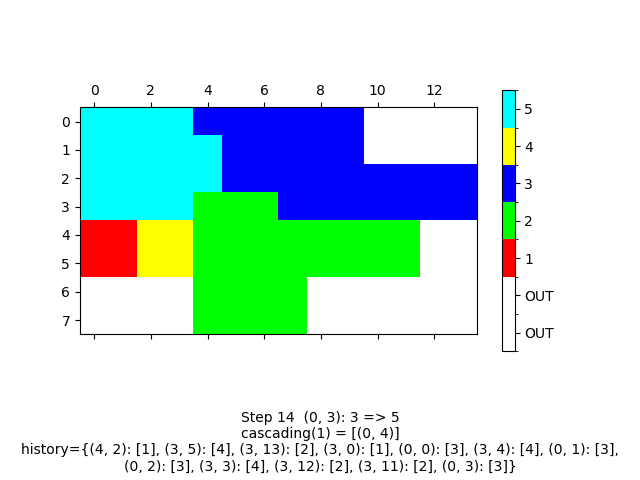 0 2 4 6 8 10 12
0
1
2
3
4
5
6
7
5
4
3
2
1
OUT
OUT
Step 14  (0, 3): 3 => 5
cascading(1) = [(0, 4)]
history={(4, 2): [1], (3, 5): [4], (3, 13): [2], (3, 0): [1], (0, 0): [3], (3, 4): [4], (0, 1): [3],
(0, 2): [3], (3, 3): [4], (3, 12): [2], (3, 11): [2], (0, 3): [3]}